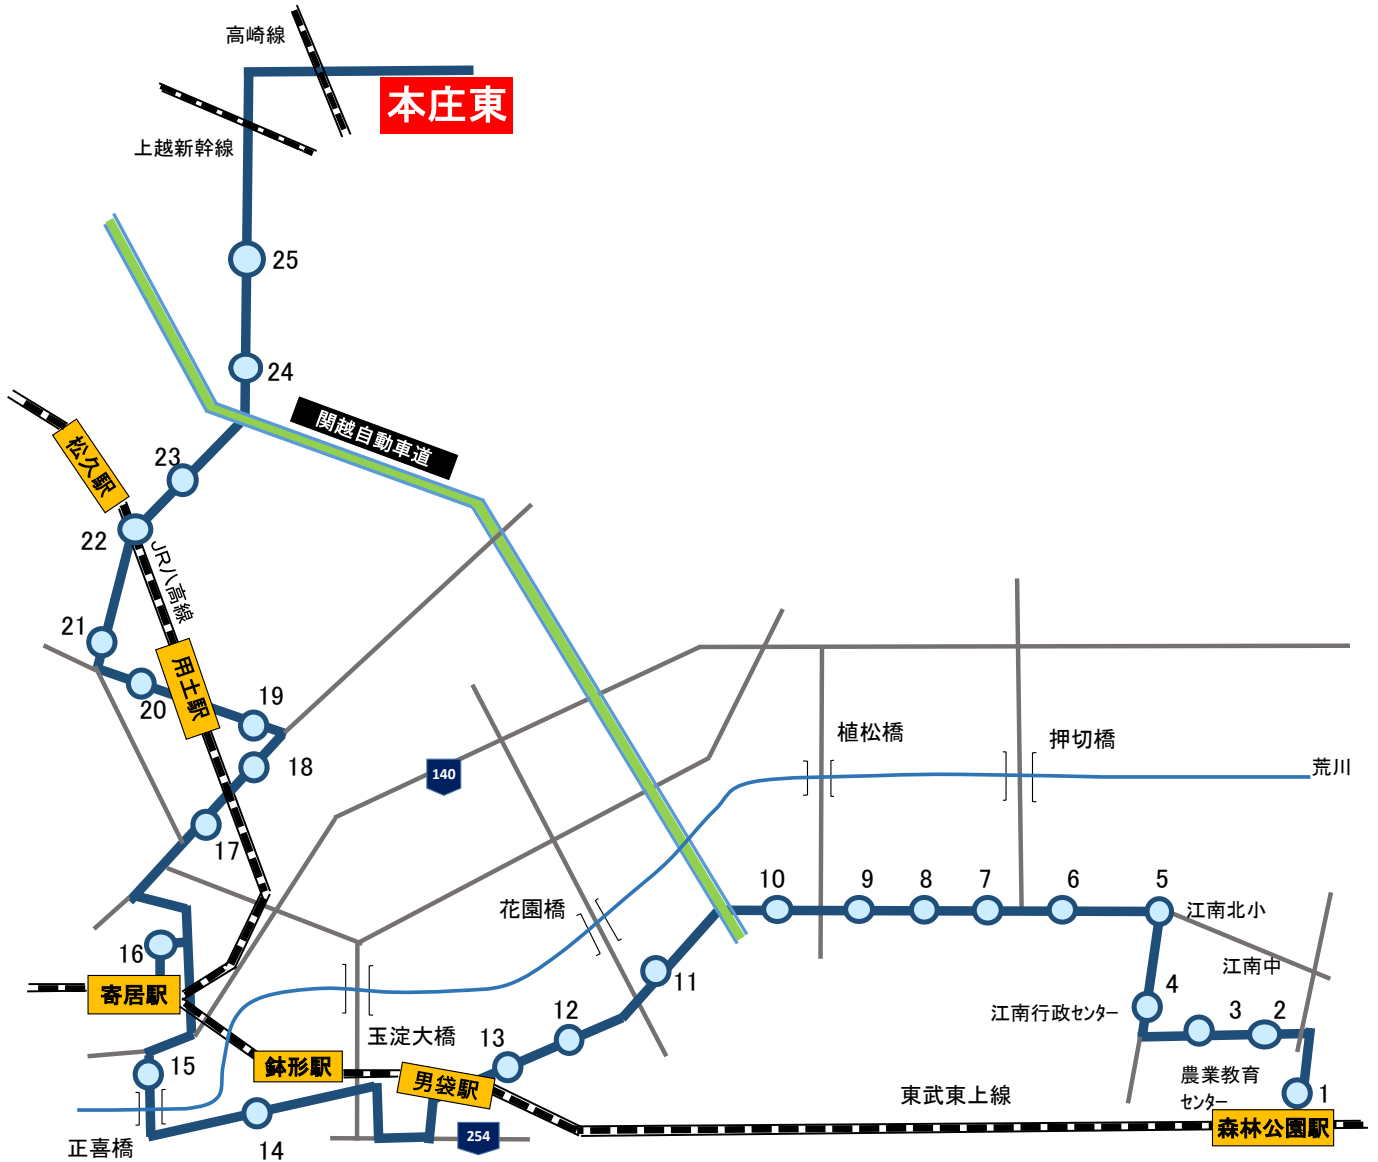 高崎線
本庄東
上越新幹線
25
24
関越自動車道
松久駅
23
22
JR八高線
21
用土駅
20
19
18
17
140
植松橋
押切橋
荒川
花園橋
10
9
8
7
6
5
江南北小
江南中
16
寄居駅
11
4
江南行政センター
3
2
12
13
玉淀大橋
15
鉢形駅
男衾駅
農業教育
センター
1
東武東上線
森林公園駅
正喜橋
14
254